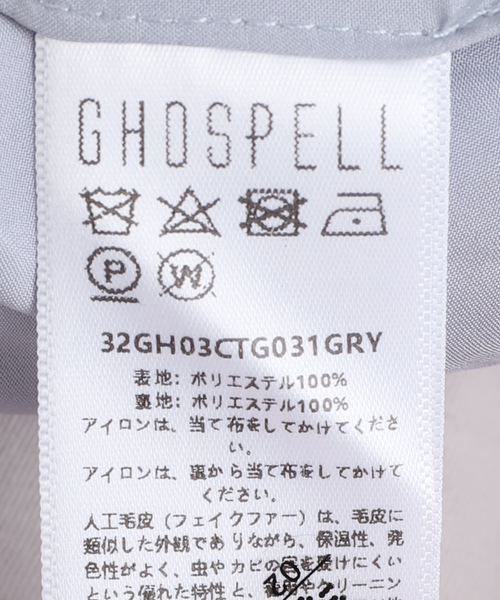 GHOSPELL
P W
32GH03CTG031GRY
表地: ポリエステル100%
裏地: ポリエステル100%
アイロンは、当て布をしてかけてくださ
い。
アイロンは、裏から当て布をしてかけて
ください。
人工毛皮 (フェイクファー) は、毛皮に
類似した外観でありながら、保温性、発
色性がよく、虫やカビの害を受けにくい
という優れた特性と、